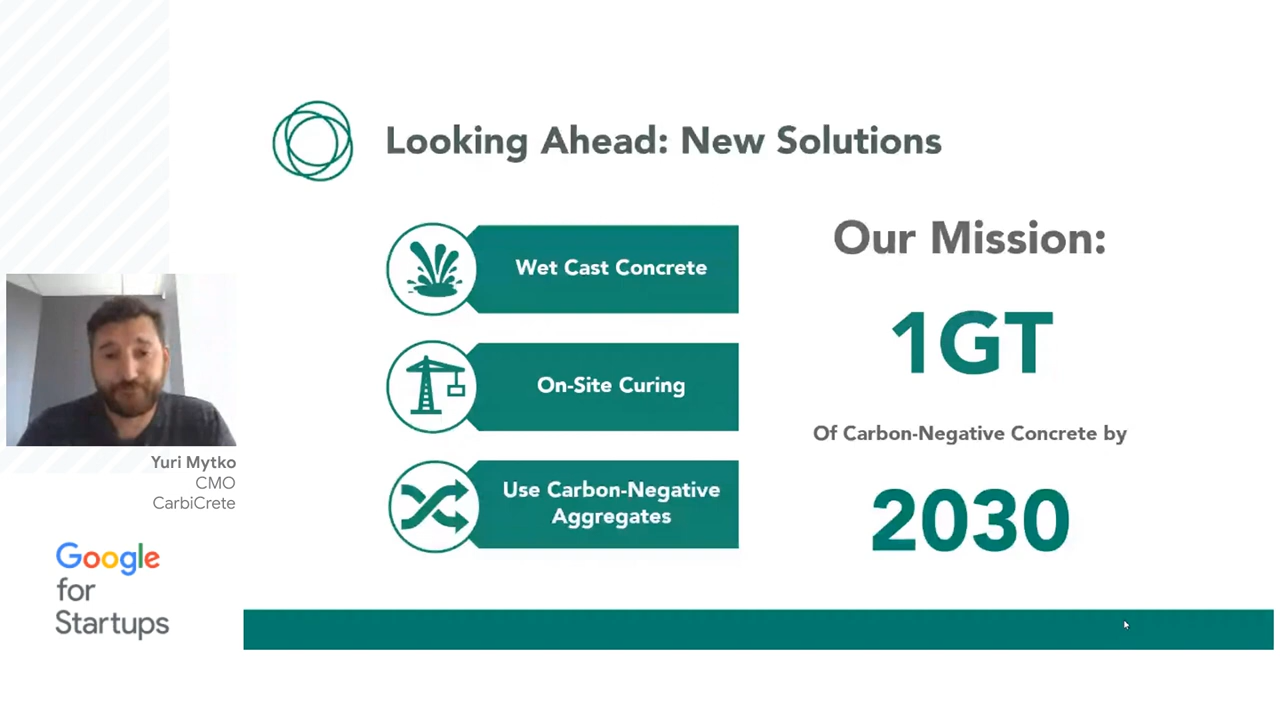 Looking Ahead: New Solutions
Wet Cast Concrete
On-Site Curing
Use Carbon-Negative
Aggregates
Our Mission:
1GT
Of Carbon-Negative Concrete by
2030
Yuri Mytko
CMO
CarbiCrete
Google
for
Startups